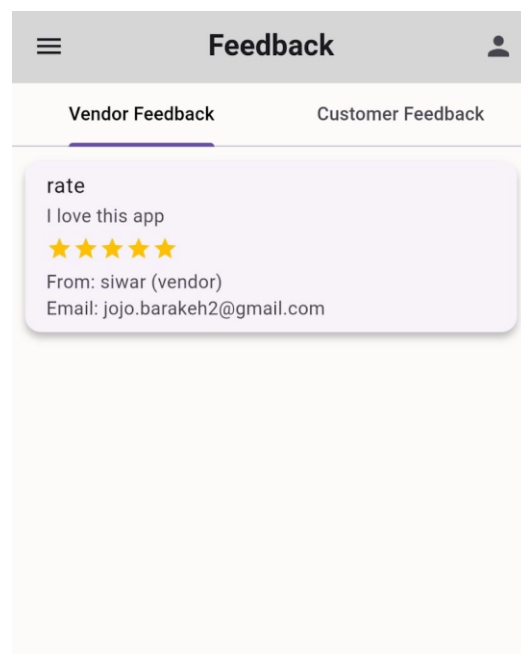 Feedback
Vendor Feedback
Customer Feedback
rate
I love this app
From: siwar (vendor)
Email: jojo.barakeh2@gmail.com